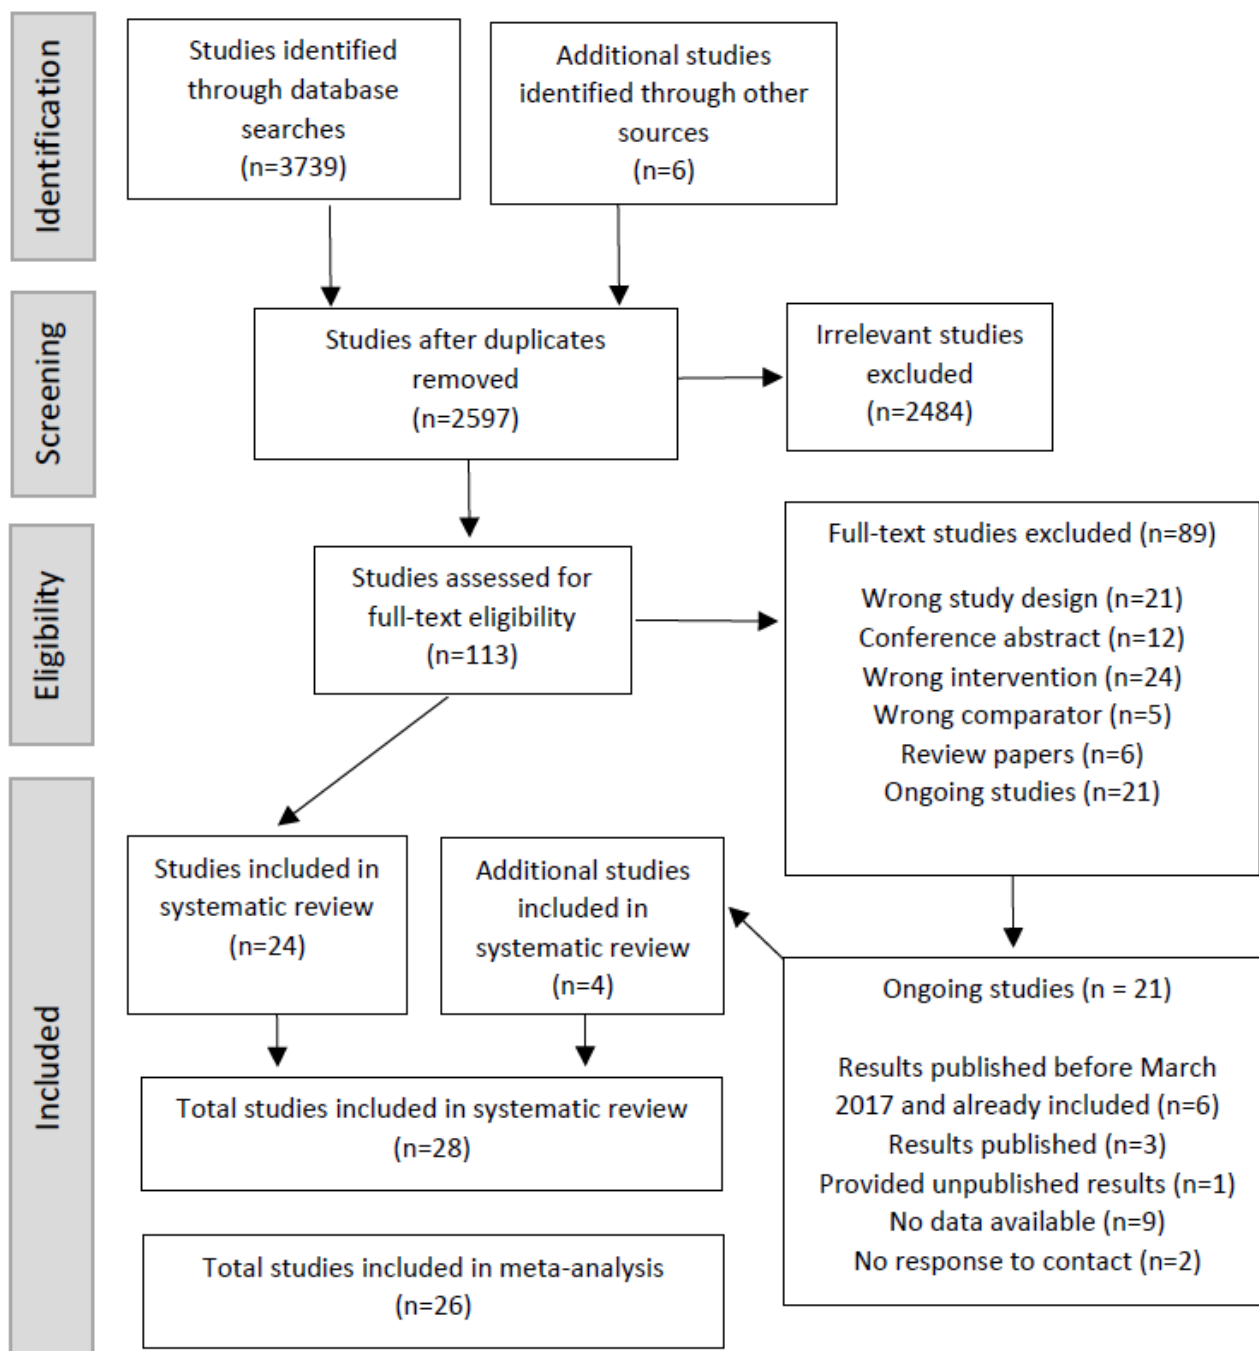 Identification
Studies identified
through database
searches
(n=3739)
Additional studies
identified through other
sources
(n=6)
Screening
Studies after duplicates
removed
(n=2597)
Irrelevant studies
excluded
(n=2484)
Eligibility
Studies assessed for
full-text eligibility
(n=113)
Full-text studies excluded (n=89)
Wrong study design (n=21)
Conference abstract (n=12)
Wrong intervention (n=24)
Wrong comparator (n=5)
Review papers (n=6)
Ongoing studies (n=21)
Included
Studies included in
systematic review
(n=24)
Additional studies
included in
systematic review
(n=4)
Ongoing studies (n = 21)
Results published before March
2017 and already included (n=6)
Results published (n=3)
Provided unpublished results (n=1)
No data available (n=9)
No response to contact (n=2)
Total studies included in systematic review
(n=28)
Total studies included in meta-analysis
(n=26)